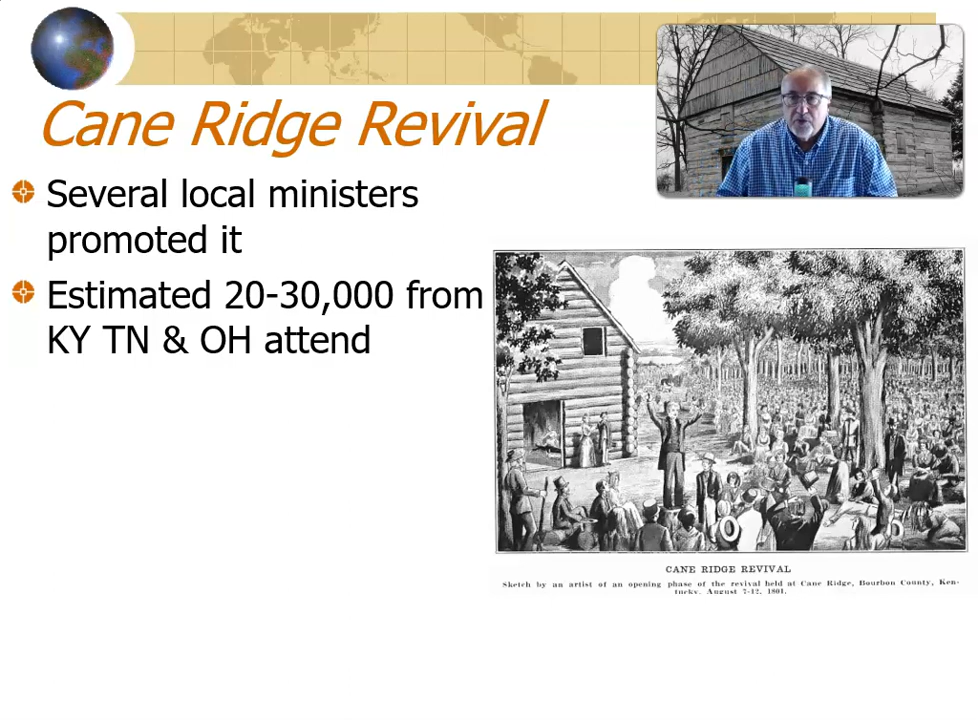 Cane Ridge Revival
Several local ministers
promoted it
Estimated 20-30,000 from
KY TN & OH attend
CANE RIDGE REVIVAL
Sketch by an artist of an opening phase of the revival held at Cane Ridge, Bourbon County, Ken-
tucky, August 7-12, 1801.